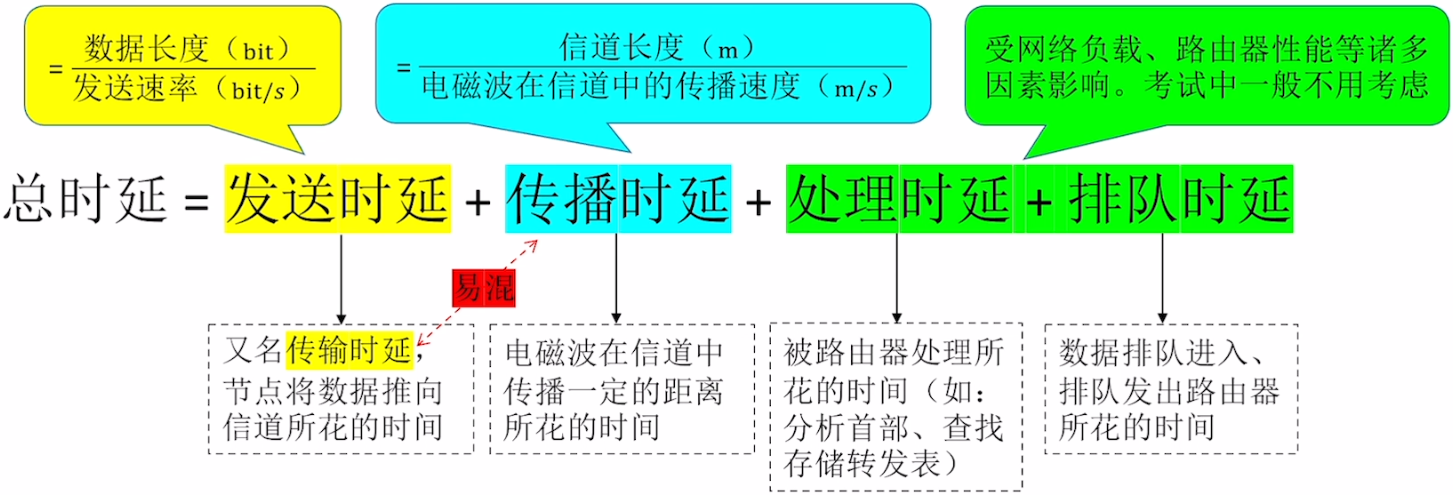 = 数据长度（bit）
发送速率（bit/s）
= 信道长度（m）
电磁波在信道中的传播速度（m/s）
受网络负载、路由器性能等诸多
因素影响。考试中一般不用考虑
总时延 = 发送时延 + 传播时延 + 处理时延 + 排队时延
易混
又名传输时延，
节点将数据推向
信道所花的时间
电磁波在信道中
传播一定的距离
所花的时间
被路由器处理所
花的时间（如：
分析首部、查找
存储转发表）
数据排队进入、
排队发出路由器
所花的时间